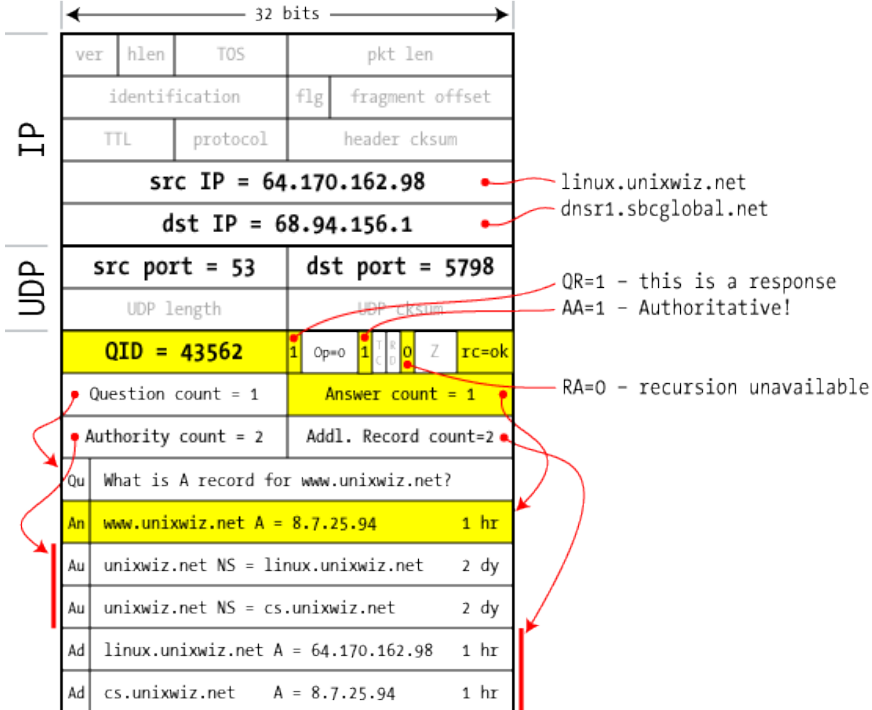 32 bits
ver hlen TOS pkt len
identification flg fragment offset
TTL protocol header cksum
IP
src IP = 64.170.162.98
linux.unixwiz.net
dst IP = 68.94.156.1
dnsr1.sbcglobal.net
UDP
src port = 53 dst port = 5798
QR=1 – this is a response
UDP length UDP cksum
AA=1 – Authoritative!
QID = 43562 1 Op=0 1 TC RD 0 Z rc=ok
RA=0 – recursion unavailable
Question count = 1 Answer count = 1
Authority count = 2 Addl. Record count=2
Qu What is A record for www.unixwiz.net?
An www.unixwiz.net A = 8.7.25.94 1 hr
Au unixwiz.net NS = linux.unixwiz.net 2 dy
Au unixwiz.net NS = cs.unixwiz.net 2 dy
Ad linux.unixwiz.net A = 64.170.162.98 1 hr
Ad cs.unixwiz.net A = 8.7.25.94 1 hr